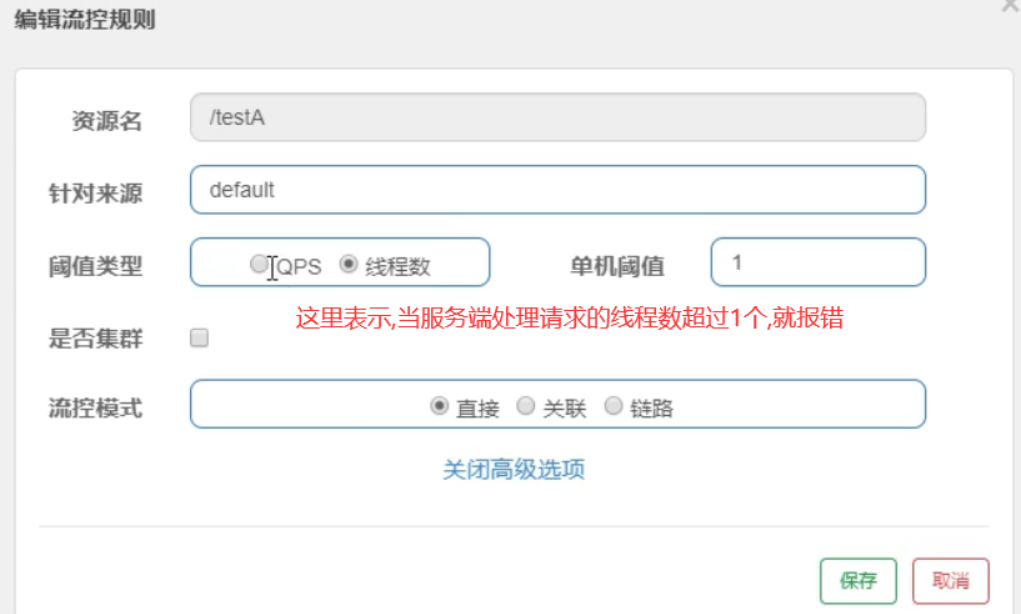 编辑流控规则
资源名 /testA
针对来源 default
阈值类型 QPS 线程数 单机阈值 1
这里表示,当服务端处理请求的线程数超过1个,就报错
是否集群
流控模式 直接 关联 链路
关闭高级选项
保存 取消